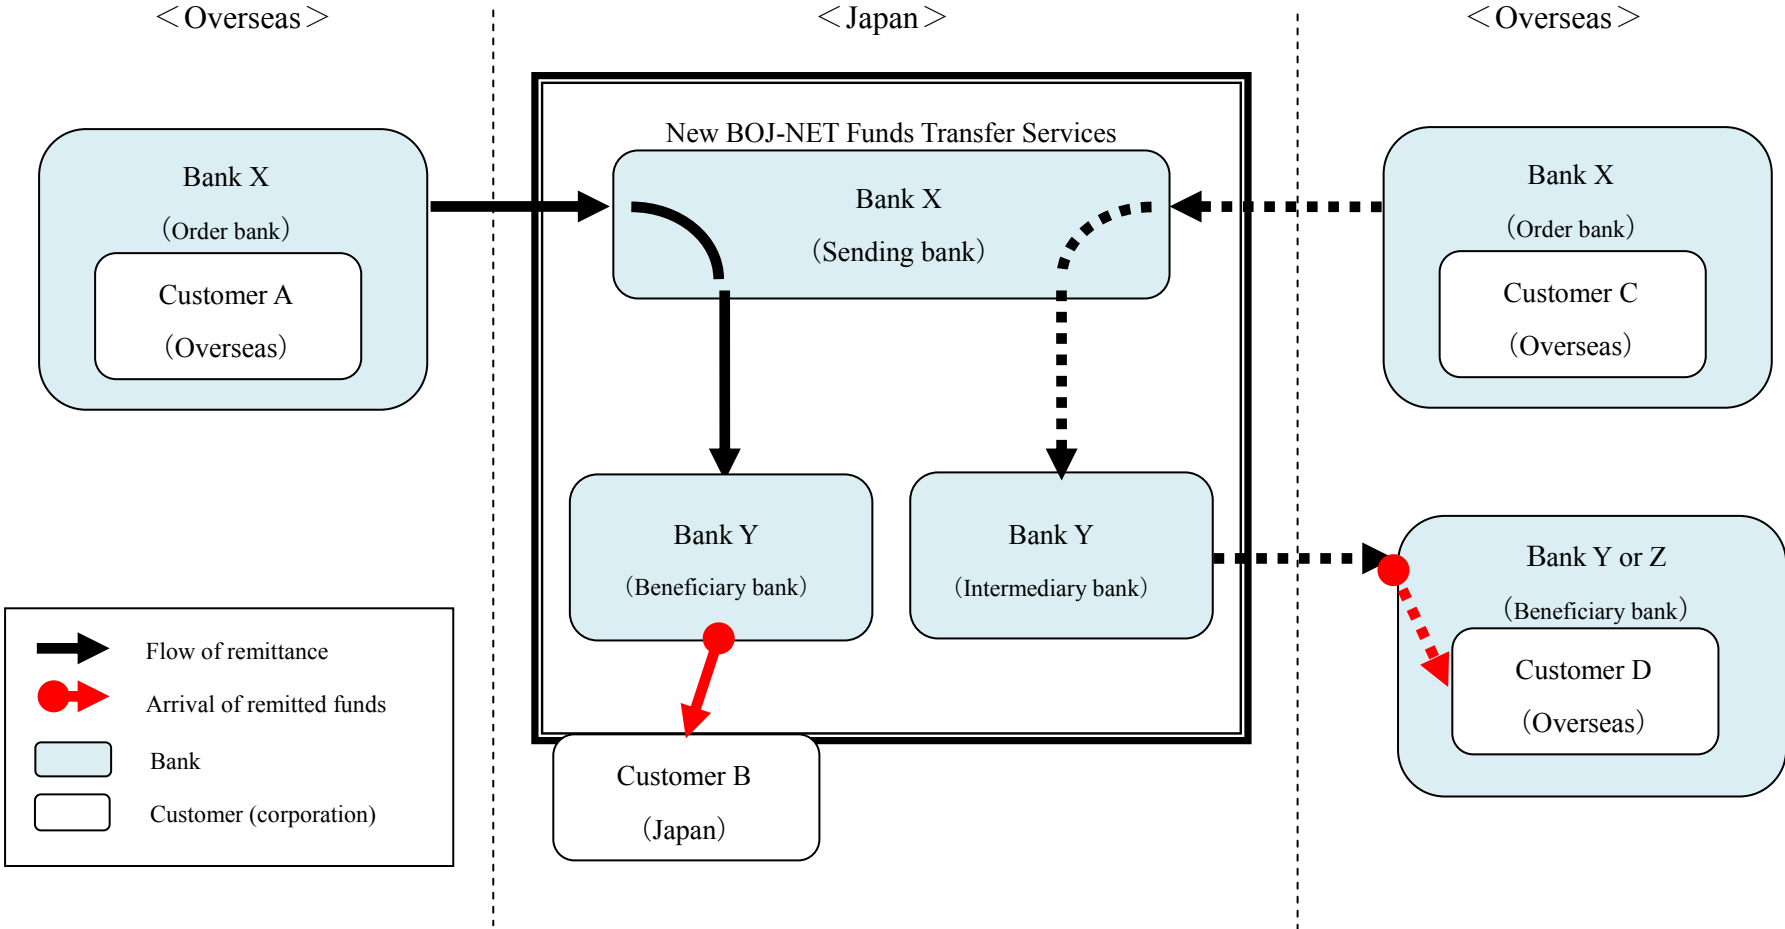 ＜Overseas＞
＜Japan＞
＜Overseas＞
New BOJ-NET Funds Transfer Services
Bank X
（Order bank）
Customer A
（Overseas）
Bank X
（Sending bank）
Bank X
（Order bank）
Customer C
（Overseas）
Bank Y
（Beneficiary bank）
Bank Y
（Intermediary bank）
Bank Y or Z
（Beneficiary bank）
Customer D
（Overseas）
Customer B
（Japan）
Flow of remittance
Arrival of remitted funds
Bank
Customer (corporation)